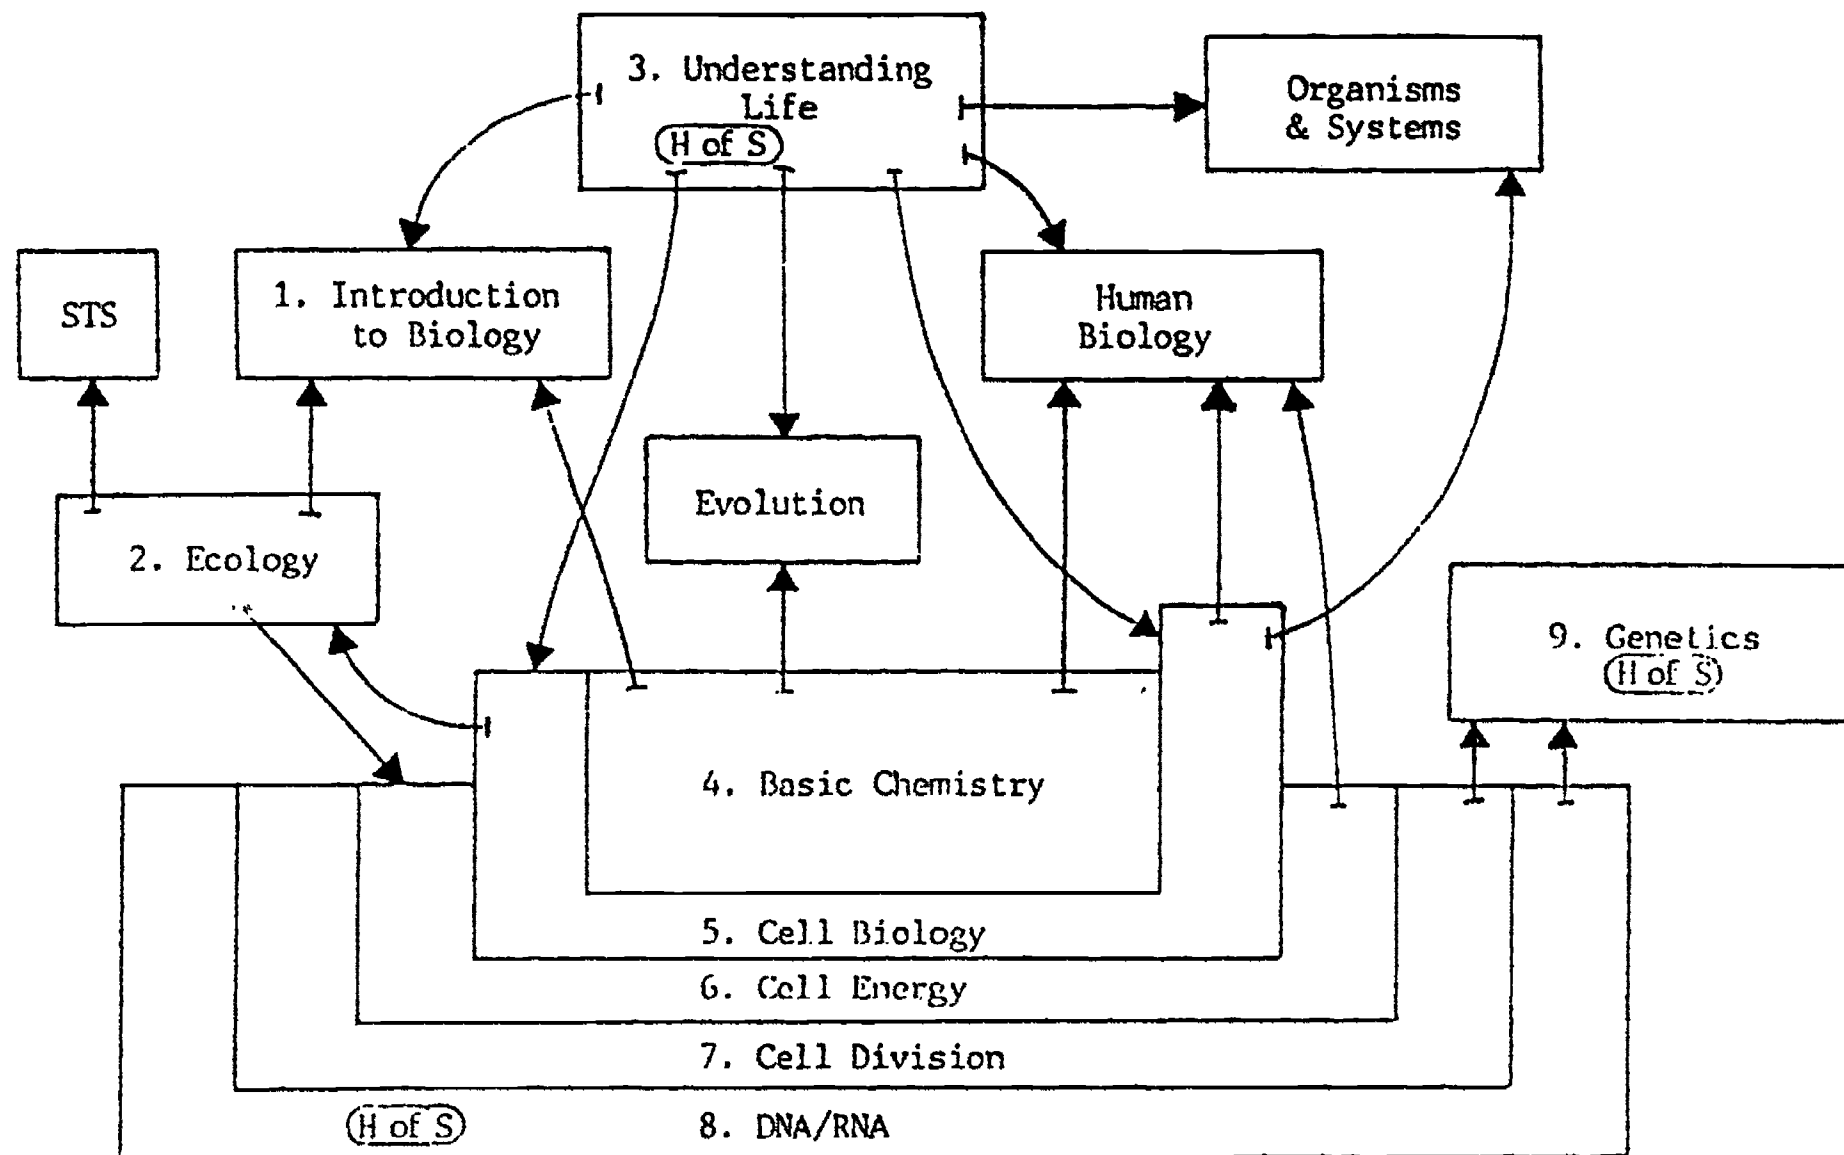 3. Understanding
Life
H of S
Organisms
& Systems
STS
1. Introduction
to Biology
Human
Biology
Evolution
2. Ecology
9. Genetics
H of S
4. Basic Chemistry
5. Cell Biology
6. Cell Energy
7. Cell Division
H of S
8. DNA/RNA